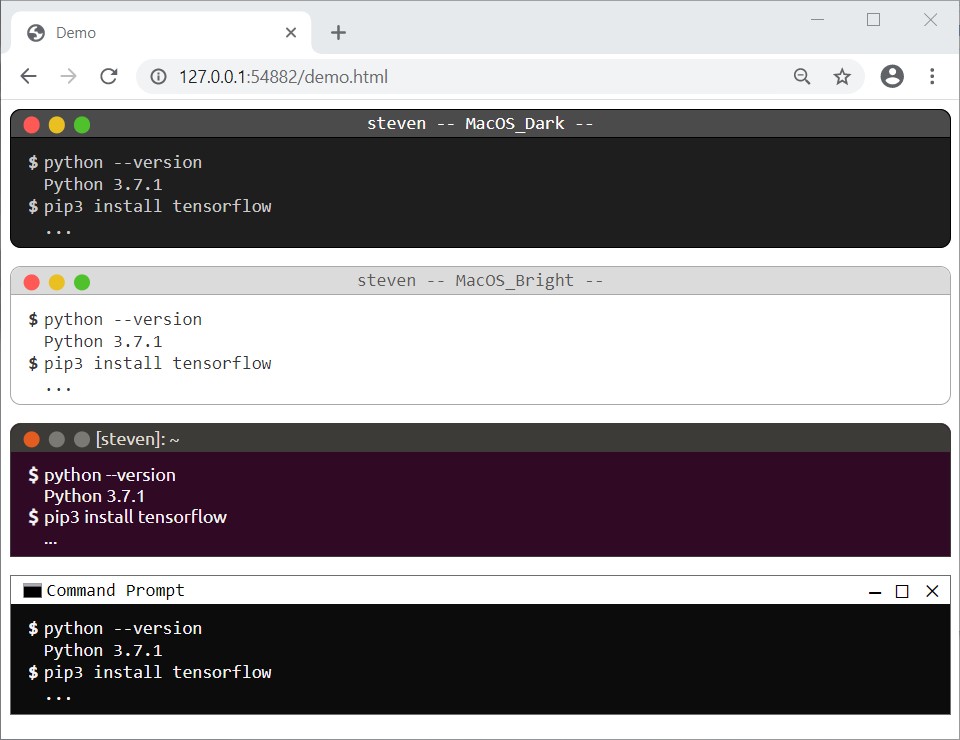 Demo
127.0.0.1:54882/demo.html
steven -- MacOS_Dark --
$ python --version
Python 3.7.1
$ pip3 install tensorflow
...
steven -- MacOS_Bright --
$ python --version
Python 3.7.1
$ pip3 install tensorflow
...
[steven]: ~
$ python --version
Python 3.7.1
$ pip3 install tensorflow
...
Command Prompt
$ python --version
Python 3.7.1
$ pip3 install tensorflow
...